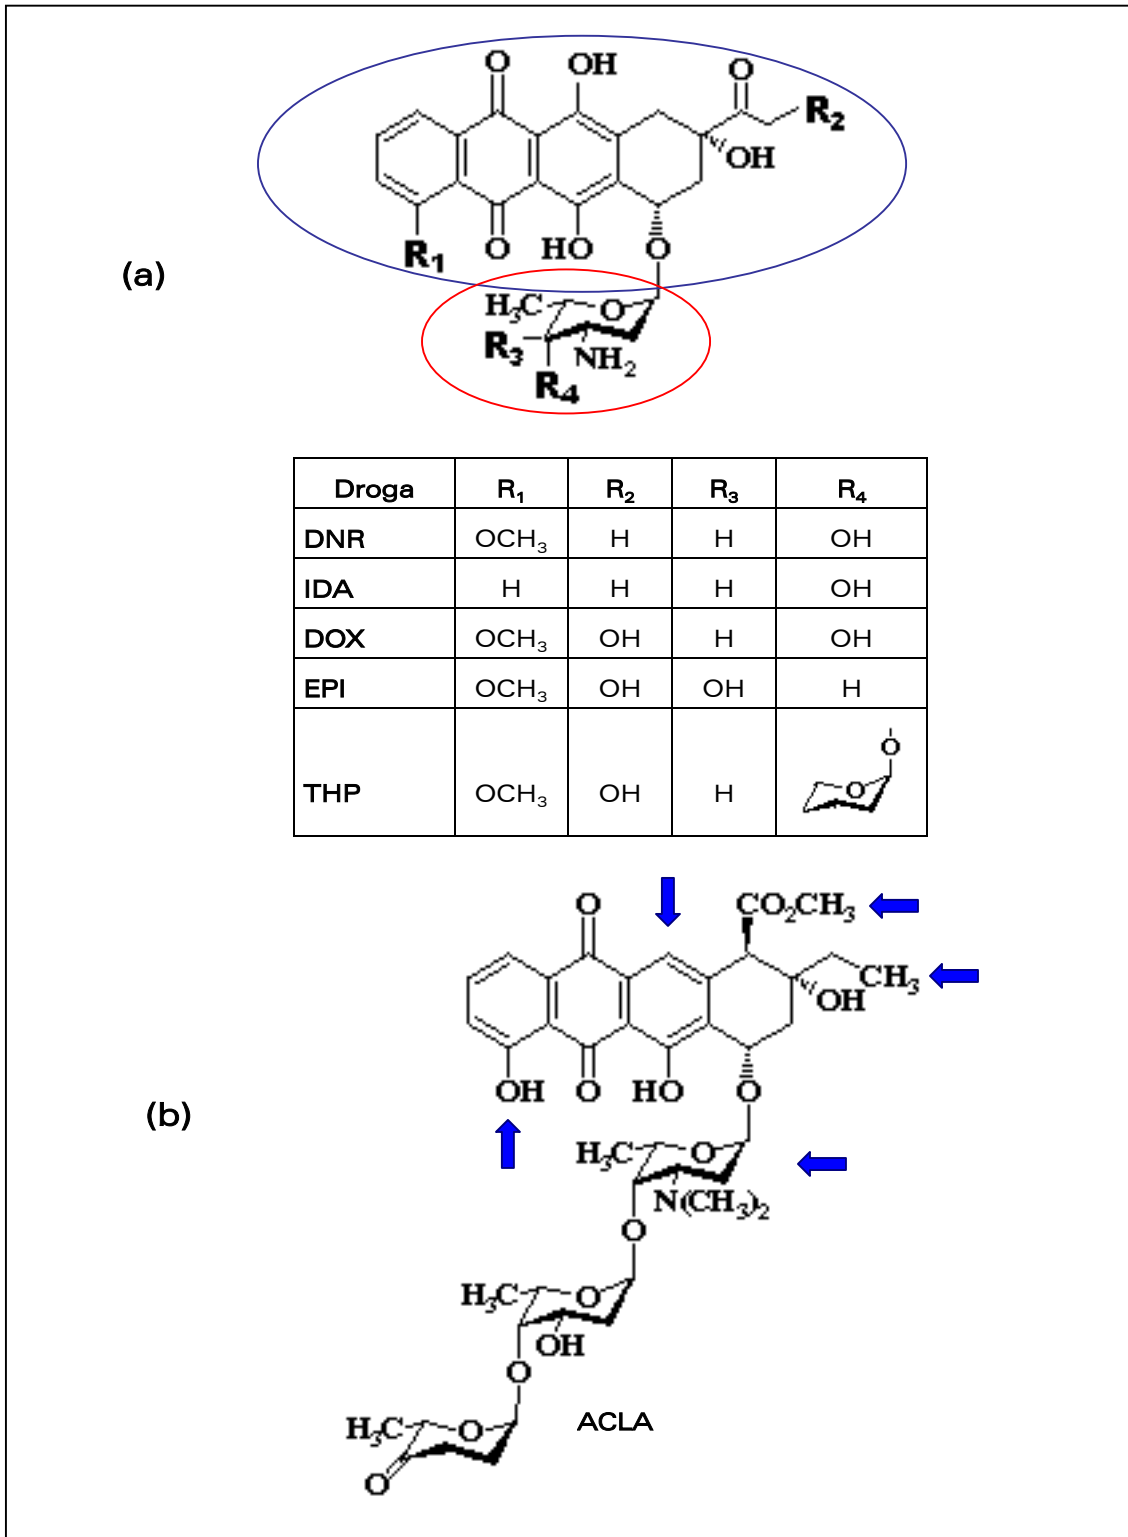 O OH O
R₂
OH
R₁ O HO O
(a)
H₃C O
R₃ NH₂
R₄
Droga R₁ R₂ R₃ R₄
DNR OCH₃ H H OH
IDA H H H OH
DOX OCH₃ OH H OH
EPI OCH₃ OH OH H
O
THP OCH₃ OH H O
O CO₂CH₃
CH₃
OH
OH O HO O
(b)
H₃C O
N(CH₃)₂
O
H₃C O
OH
O
ACLA
H₃C O
O